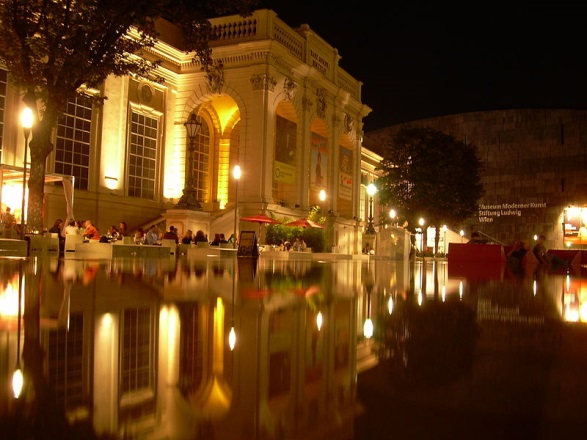 Museum Moderner Kunst
Stiftung Ludwig
Wien